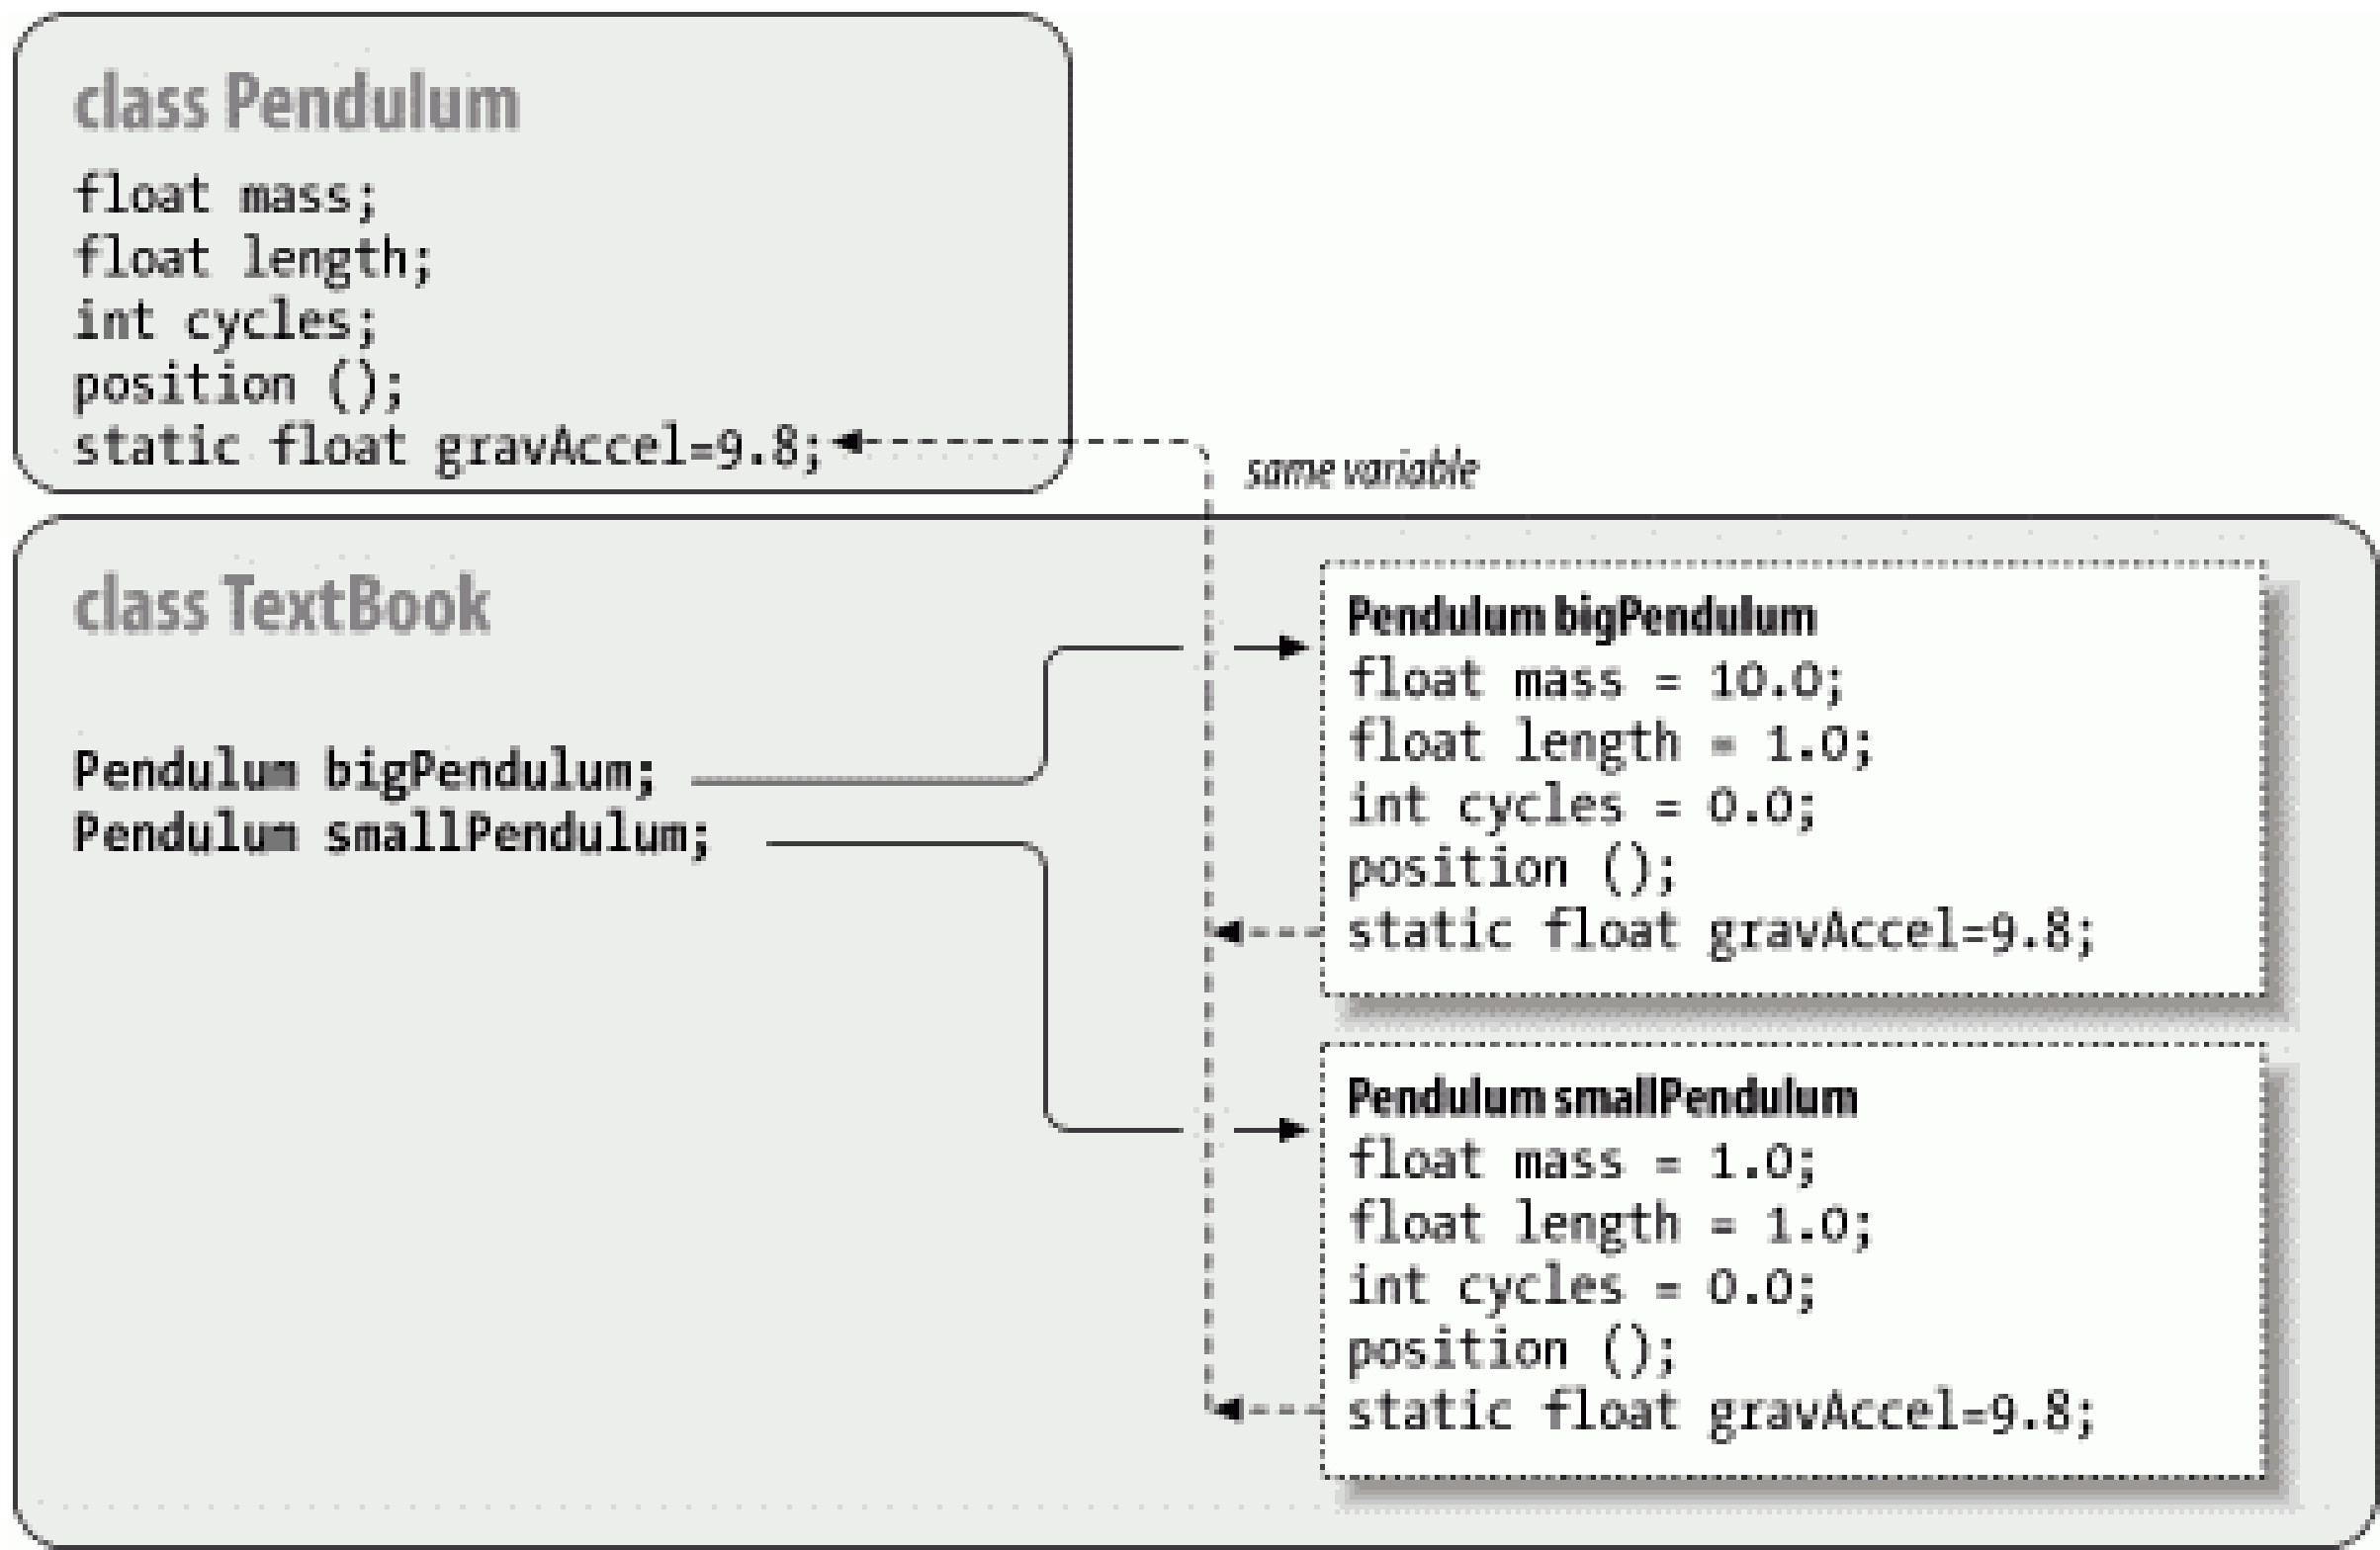 class Pendulum
float mass;
float length;
int cycles;
position ();
static float gravAccel=9.8;
same variable
class TextBook
Pendulum bigPendulum;
Pendulum smallPendulum;
Pendulum bigPendulum
float mass = 10.0;
float length = 1.0;
int cycles = 0.0;
position ();
static float gravAccel=9.8;
Pendulum smallPendulum
float mass = 1.0;
float length = 1.0;
int cycles = 0.0;
position ();
static float gravAccel=9.8;